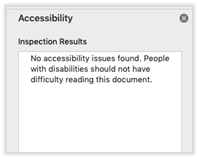 Accessibility
Inspection Results
No accessibility issues found. People
with disabilities should not have
difficulty reading this document.